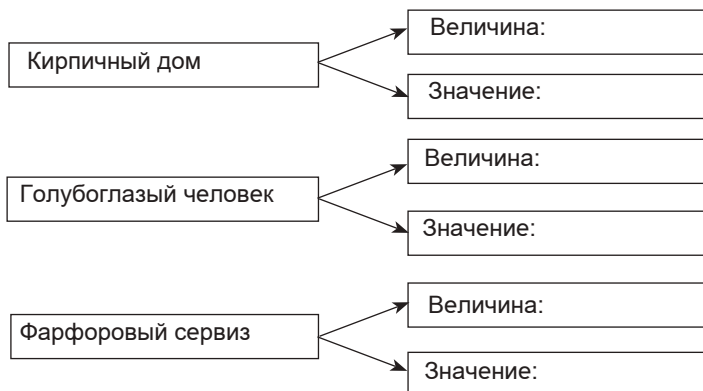 Кирпичный дом
Величина:
Значение:
Голубоглазый человек
Величина:
Значение:
Фарфоровый сервиз
Величина:
Значение: